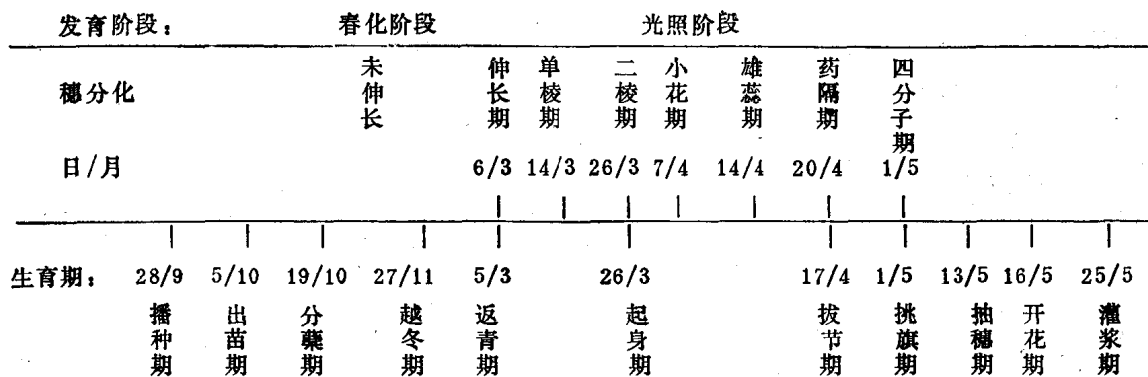 发育阶段： 春化阶段 光照阶段
穗分化 未伸长 伸长期 单棱期 二棱期 小花期 雄蕊期 药隔期 四分子期
日/月 6/3 14/3 26/3 7/4 14/4 20/4 1/5
生育期： 28/9 5/10 19/10 27/11 5/3 26/3 17/4 1/5 13/5 16/5 25/5
播种期 出苗期 分蘖期 越冬期 返青期 起身期 拔节期 挑旗期 抽穗期 开花期 灌浆期